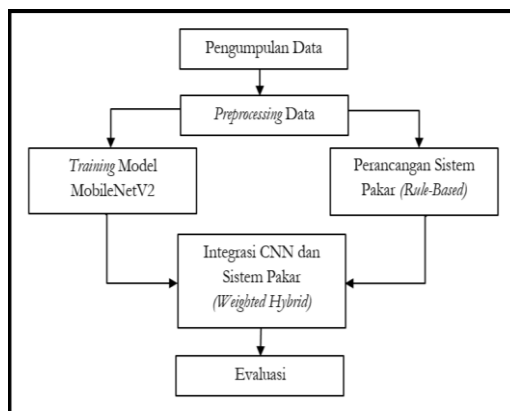 Pengumpulan Data
Preprocessing Data
Training Model
MobileNetV2
Perancangan Sistem
Pakar (Rule-Based)
Integrasi CNN dan
Sistem Pakar
(Weighted Hybrid)
Evaluasi